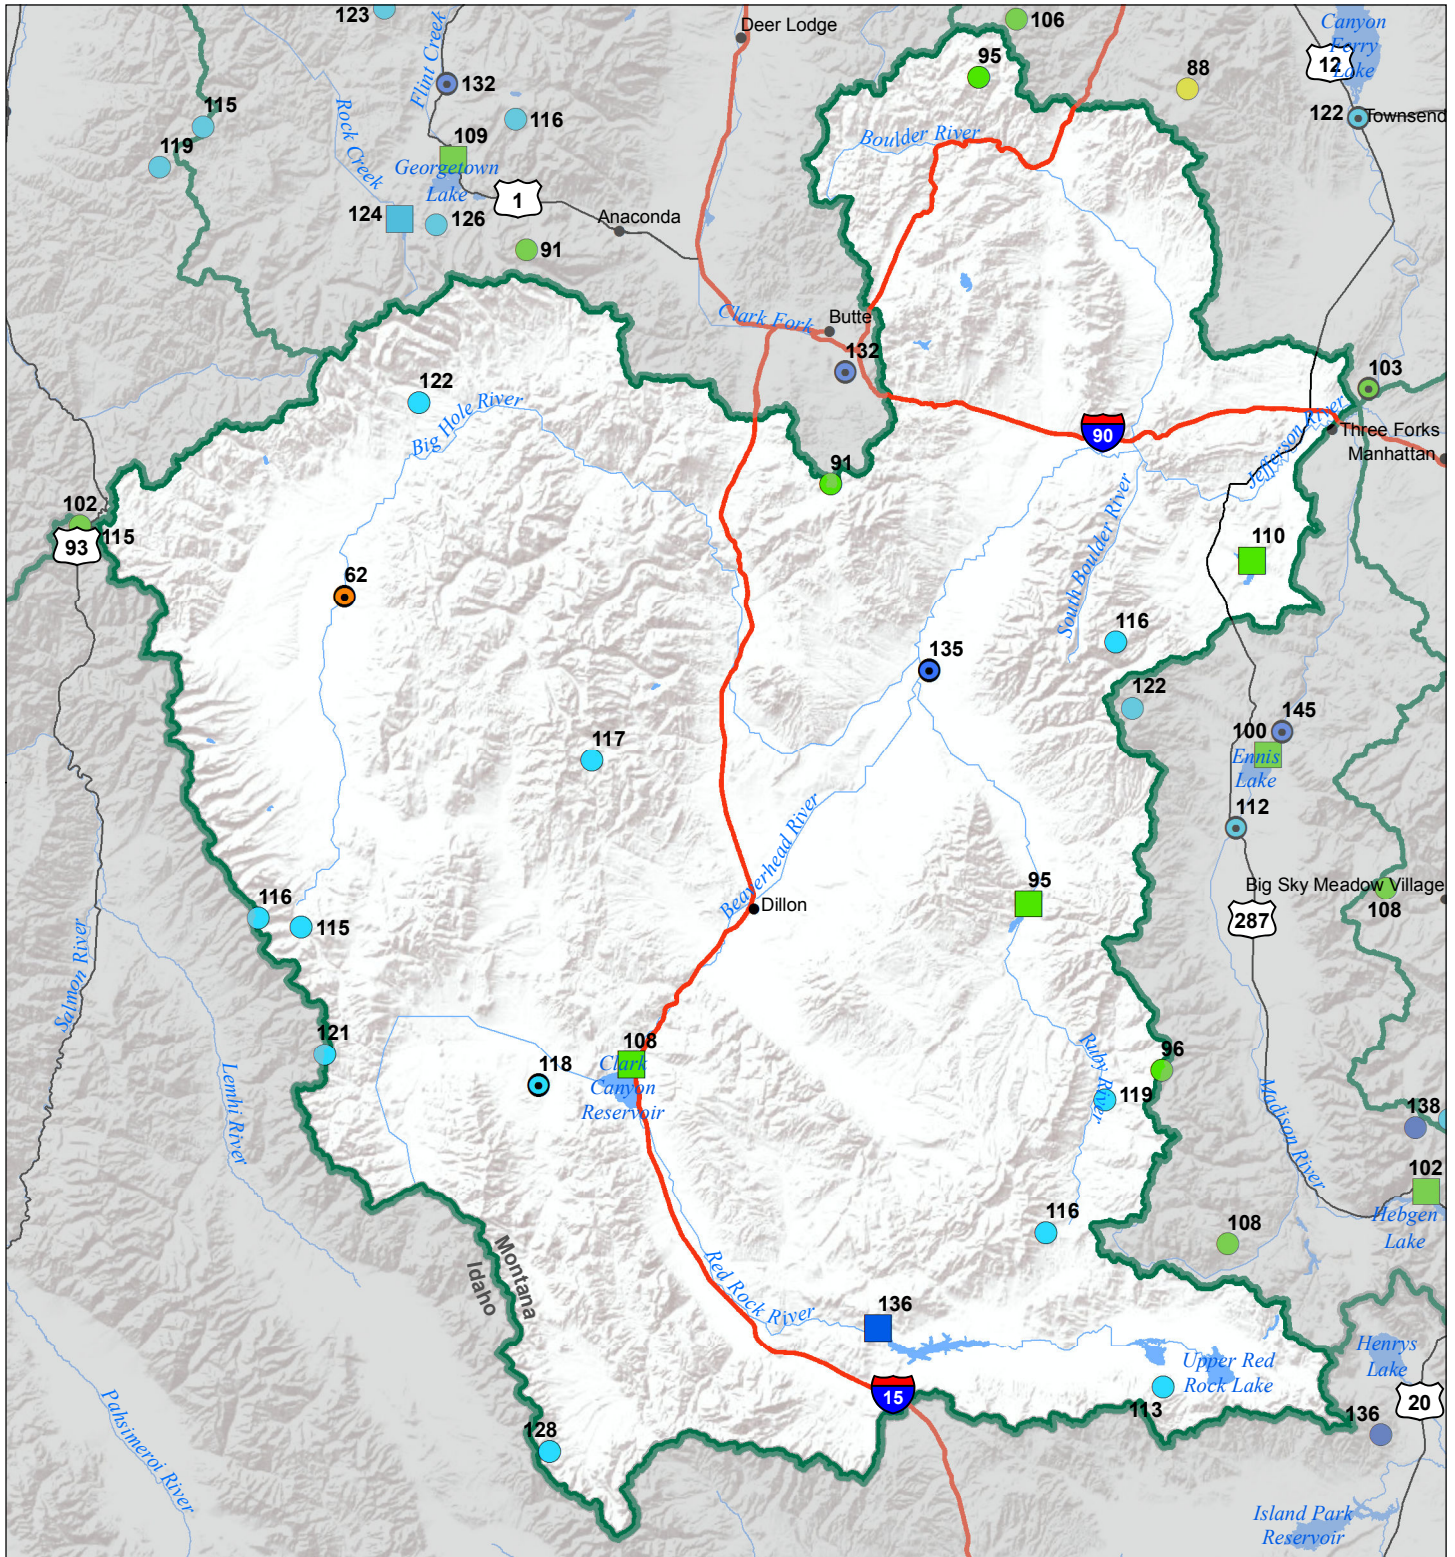 123
Deer Lodge
106
Canyon
Ferry
Lake
12
95
88
Flint Creek
132
116
122
Townsend
115
119
Rock Creek
109
Georgetown
Lake
Boulder River
1
124
126
Anaconda
91
Clark Fork
Butte
132
122
Big Hole River
103
Jefferson River
Three Forks
Manhattan
90
91
102
115
93
South Boulder River
110
62
116
135
122
145
100
Ennis
Lake
117
112
Beaverhead River
Dillon
95
Big Sky Meadow Village
108
287
116
115
Salmon River
121
108
Clark
Canyon
Reservoir
118
Ruby River
96
119
Lemhi River
Madison River
138
102
Hebgen
Lake
116
108
Montana
Idaho
Red Rock River
136
Henrys
Lake
Upper Red
Rock Lake
113
15
20
136
128
Pahsimeroi River
Island Park
Reservoir